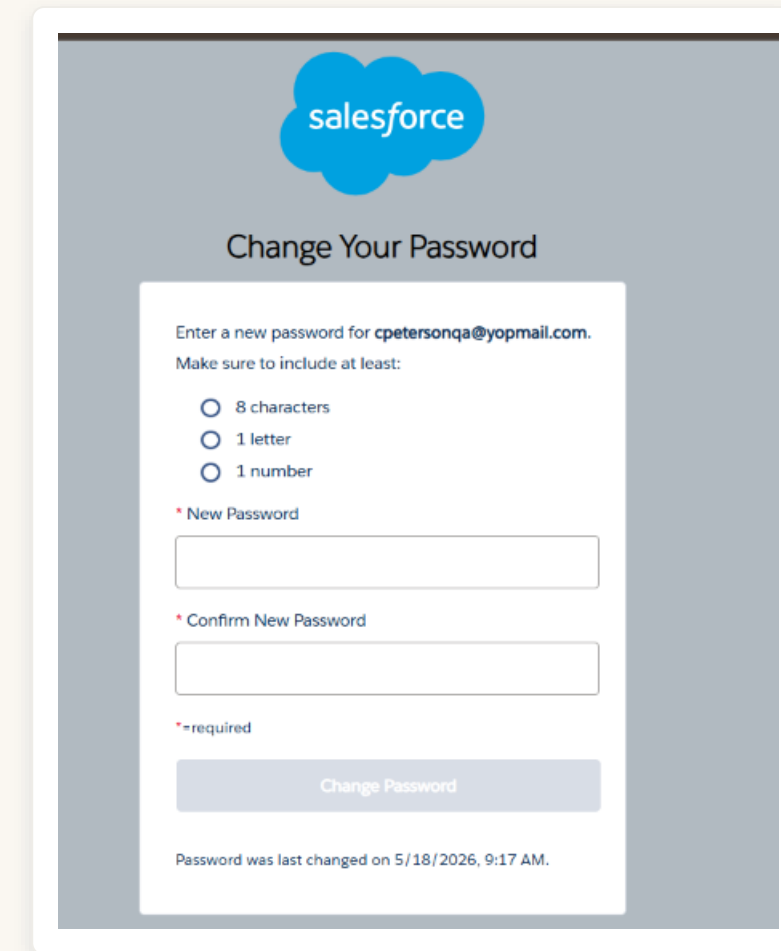 salesforce
Change Your Password
Enter a new password for cpetersonqa@yopmail.com.
Make sure to include at least:
8 characters
1 letter
1 number
* New Password
* Confirm New Password
*=required
Change Password
Password was last changed on 5/18/2026, 9:17 AM.